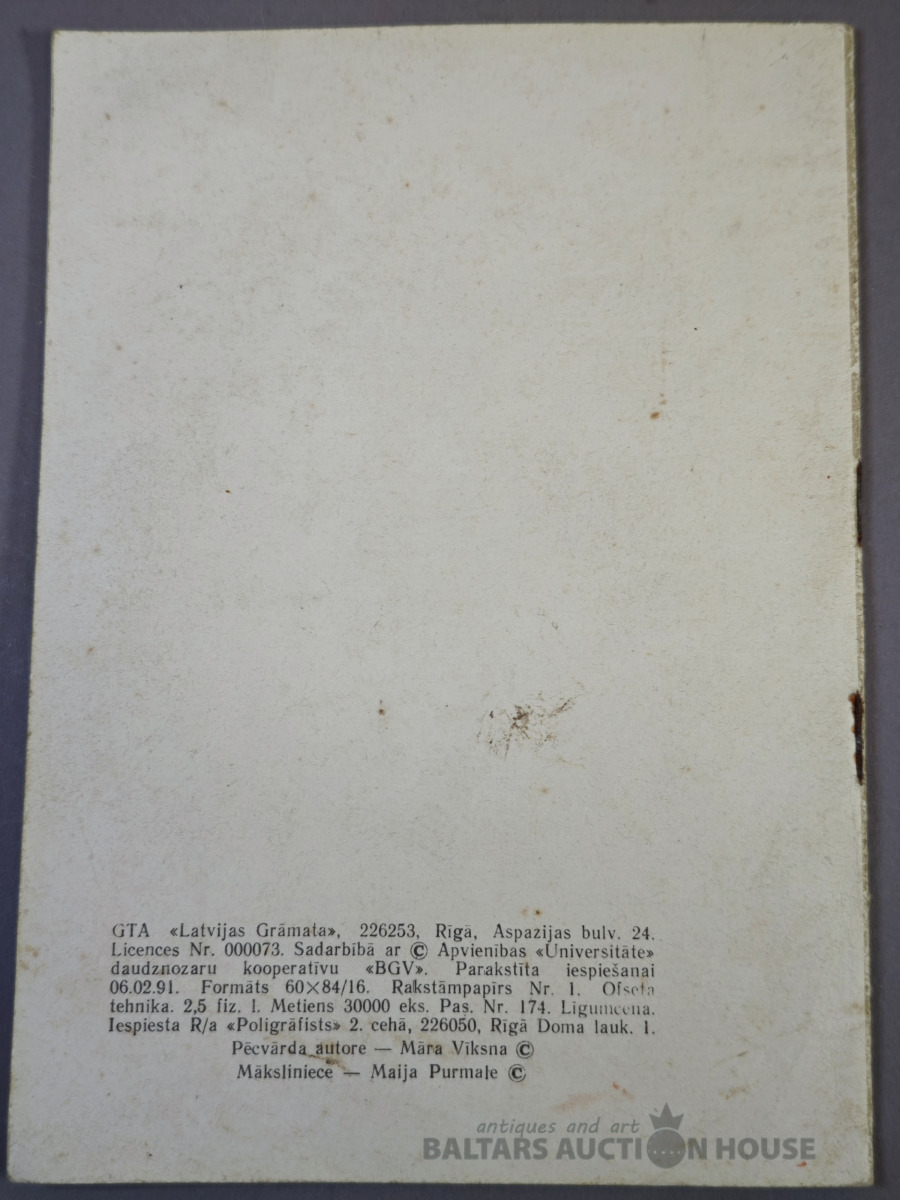 GTA «Latvijas Grāmata», 226253, Rīgā, Aspazijas bulv. 24.
Licences Nr. 000073. Sadarbībā ar © Apvienības «Universitāte»
daudznozaru kooperatīvu «BGV». Parakstīta iespiešanai
06.02.91. Formāts 60×84/16. Rakstāmpapīrs Nr. 1. Ofseta
tehnika. 2,5 fiz. l. Metiens 30000 eks. Pas. Nr. 174. Līgumcena.
Iespiesta R/a «Poligrāfists» 2. cehā, 226050, Rīgā Doma lauk. 1.
Pēcvārda autore — Māra Vīksna ©
Māksliniece — Maija Purmale ©
antiques and art
BALTARS AUCTION HOUSE